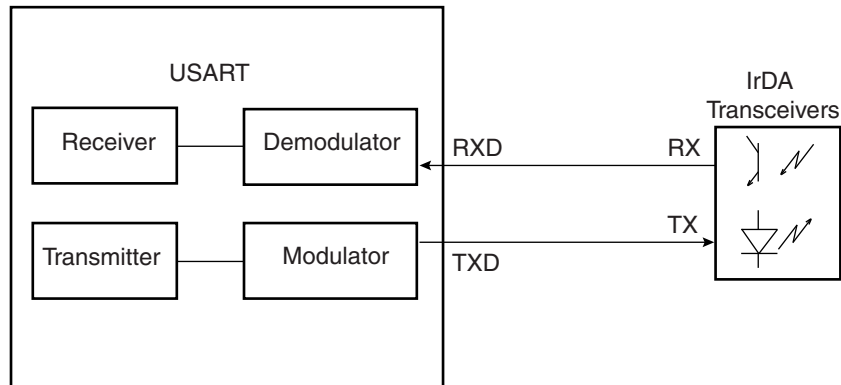 USART
IrDA
Transceivers
Receiver
Demodulator
RXD
RX
Transmitter
Modulator
TXD
TX